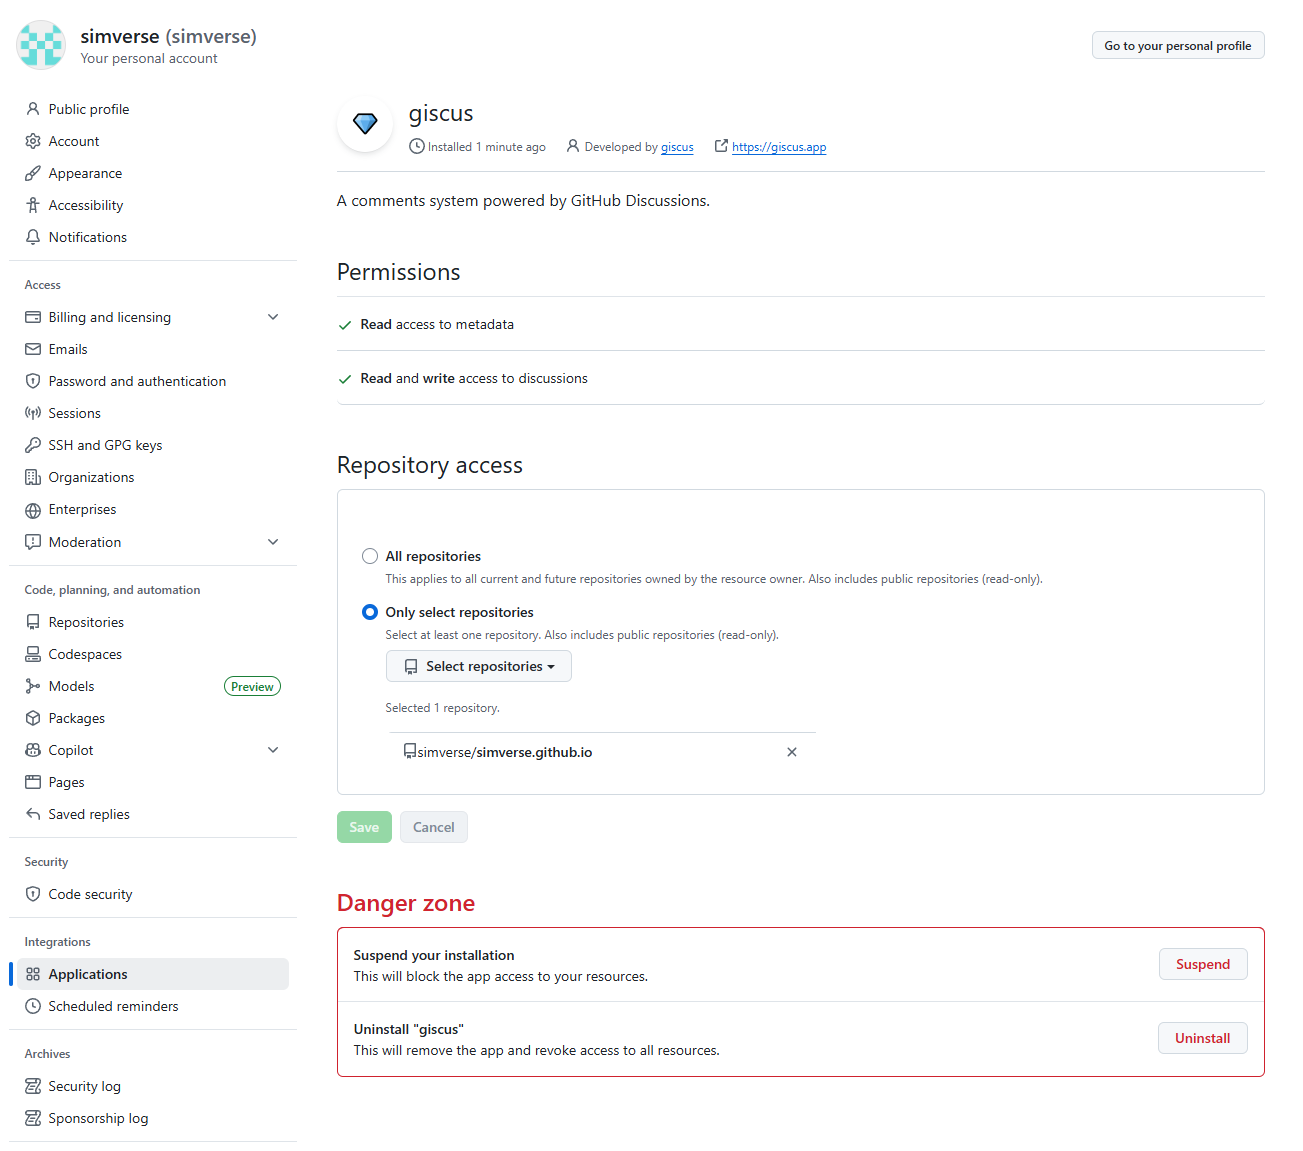 simverse (simverse)
Your personal account
Go to your personal profile
Public profile
Account
Appearance
Accessibility
Notifications
Access
Billing and licensing
Emails
Password and authentication
Sessions
SSH and GPG keys
Organizations
Enterprises
Moderation
Code, planning, and automation
Repositories
Codespaces
Models Preview
Packages
Copilot
Pages
Saved replies
Security
Code security
Integrations
Applications
Scheduled reminders
Archives
Security log
Sponsorship log
giscus
Installed 1 minute ago Developed by giscus https://giscus.app
A comments system powered by GitHub Discussions.
Permissions
Read access to metadata
Read and write access to discussions
Repository access
All repositories
This applies to all current and future repositories owned by the resource owner. Also includes public repositories (read-only).
Only select repositories
Select at least one repository. Also includes public repositories (read-only).
Select repositories
Selected 1 repository.
simverse/simverse.github.io
Save Cancel
Danger zone
Suspend your installation
This will block the app access to your resources.
Suspend
Uninstall "giscus"
This will remove the app and revoke access to all resources.
Uninstall